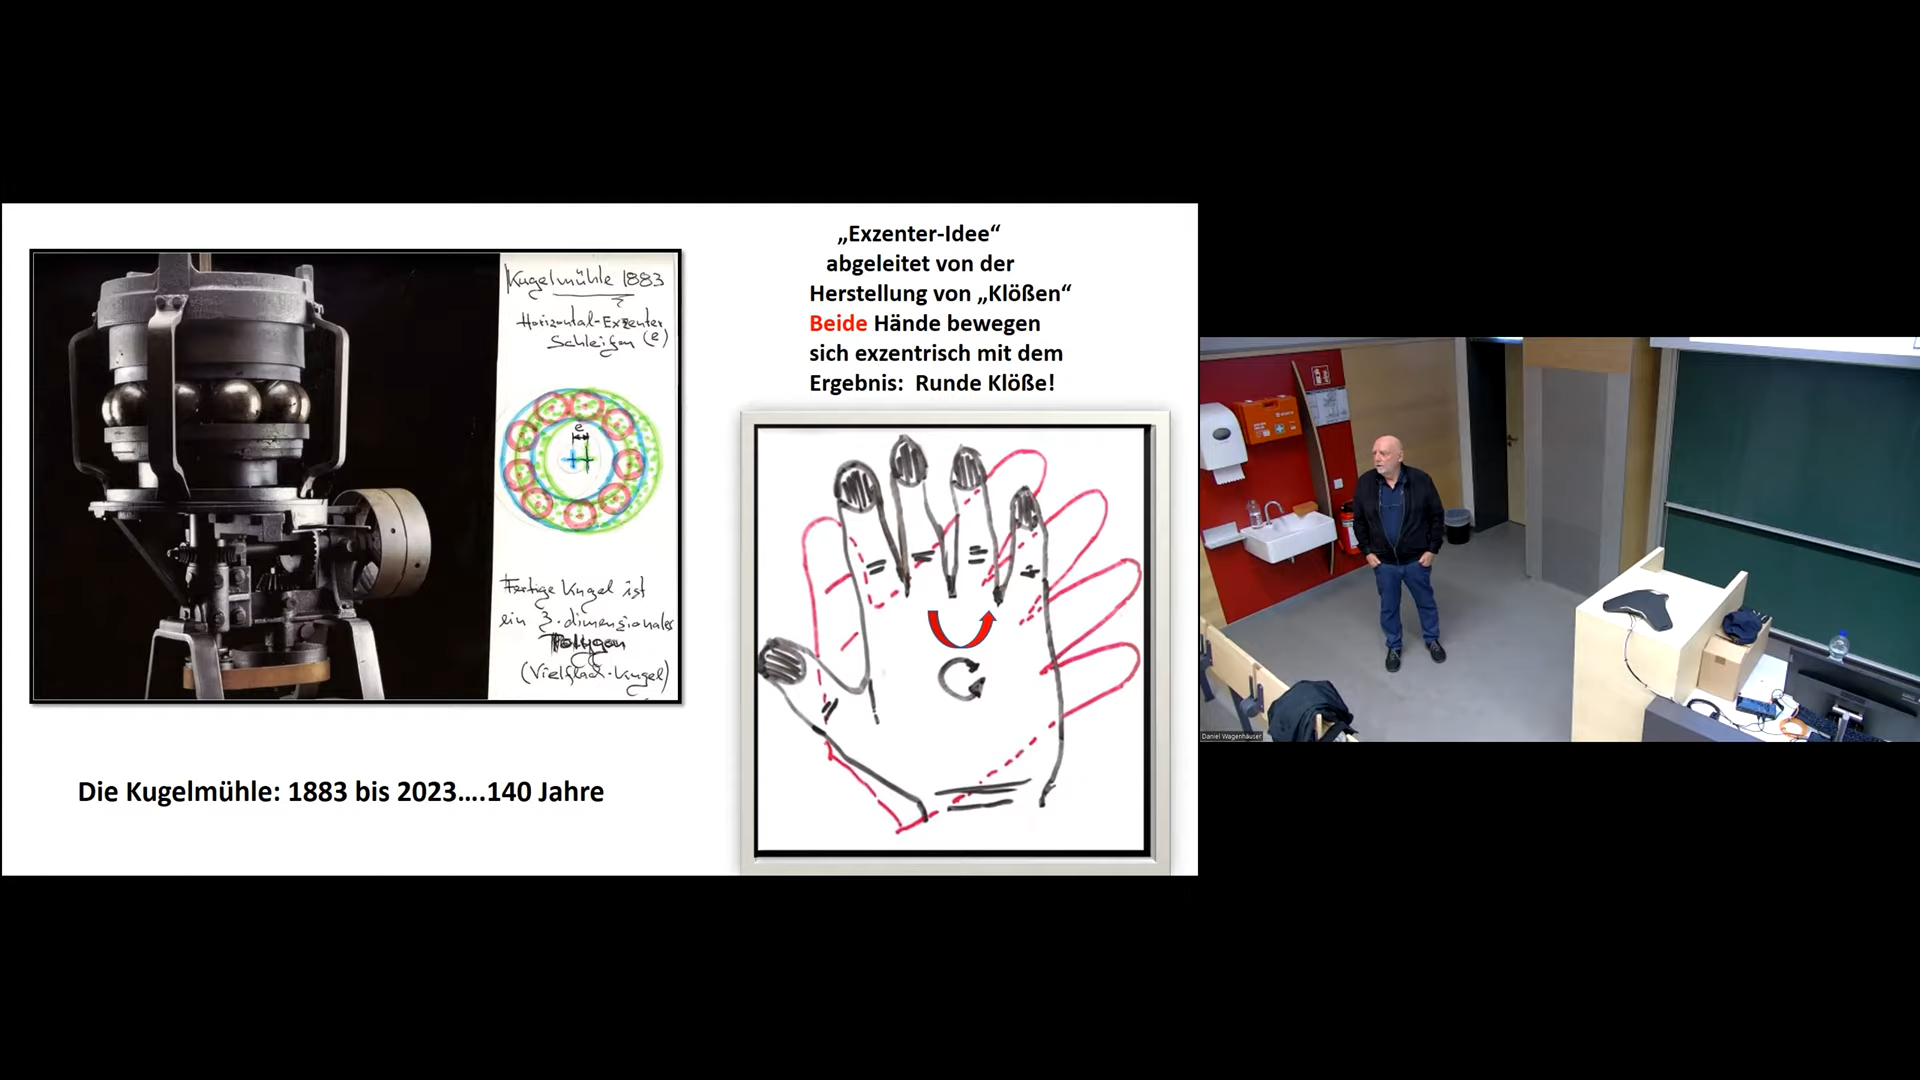 Kugelmühle 1883
Horizontal-Exzenter
Schleifen (e)
e
Fertige Kugel ist
ein 3-dimensionales
Polygon
(Vielflach-Kugel)
Die Kugelmühle: 1883 bis 2023....140 Jahre
„Exzenter-Idee“
abgeleitet von der
Herstellung von „Klößen“
Beide Hände bewegen
sich exzentrisch mit dem
Ergebnis: Runde Klöße!
Daniel Wagenhäuser